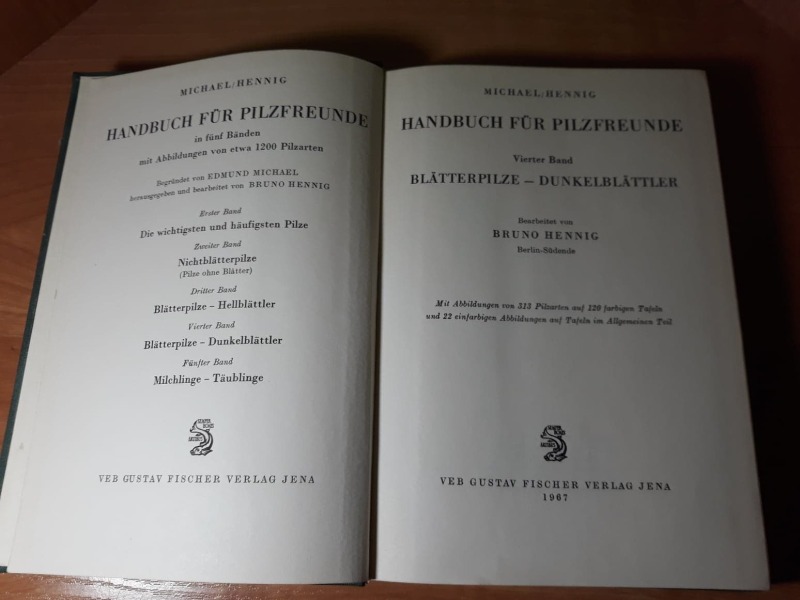 MICHAEL/HENNIG
HANDBUCH FÜR PILZFREUNDE
in fünf Bänden
mit Abbildungen von etwa 1200 Pilzarten
Begründet von EDMUND MICHAEL
herausgegeben und bearbeitet von BRUNO HENNIG
Erster Band
Die wichtigsten und häufigsten Pilze
Zweiter Band
Nichtblätterpilze
(Pilze ohne Blätter)
Dritter Band
Blätterpilze – Hellblättler
Vierter Band
Blätterpilze – Dunkelblättler
Fünfter Band
Milchlinge – Täublinge
VEB GUSTAV FISCHER VERLAG JENA
MICHAEL/HENNIG
HANDBUCH FÜR PILZFREUNDE
Vierter Band
BLÄTTERPILZE – DUNKELBLÄTTLER
Bearbeitet von
BRUNO HENNIG
Berlin-Südende
Mit Abbildungen von 313 Pilzarten auf 120 farbigen Tafeln
und 22 einfarbigen Abbildungen auf Tafeln im Allgemeinen Teil
VEB GUSTAV FISCHER VERLAG JENA
1967